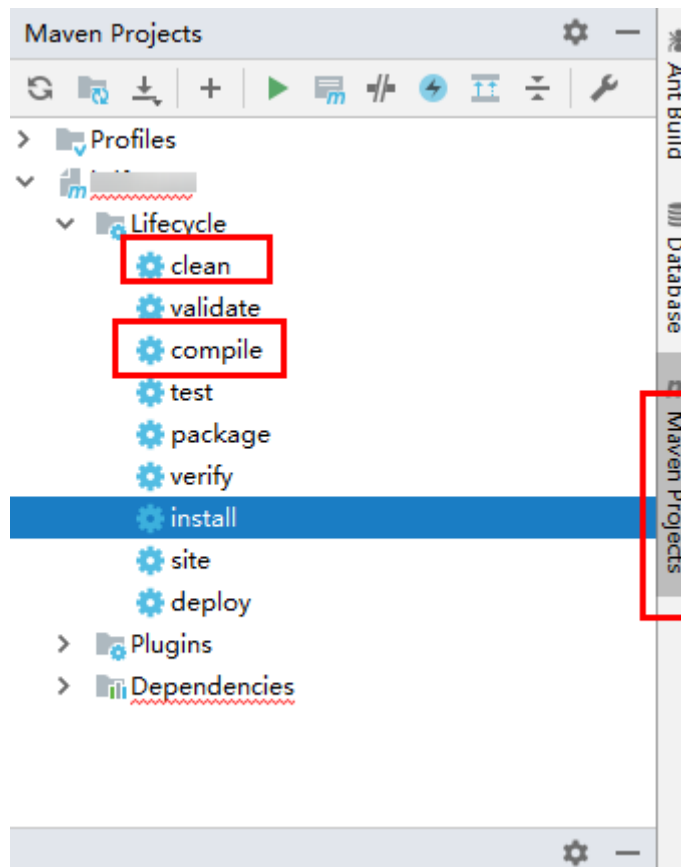 Maven Projects
Profiles
Lifecycle
clean
validate
compile
test
package
verify
install
site
deploy
Plugins
Dependencies
Ant Build
Database
Maven Projects